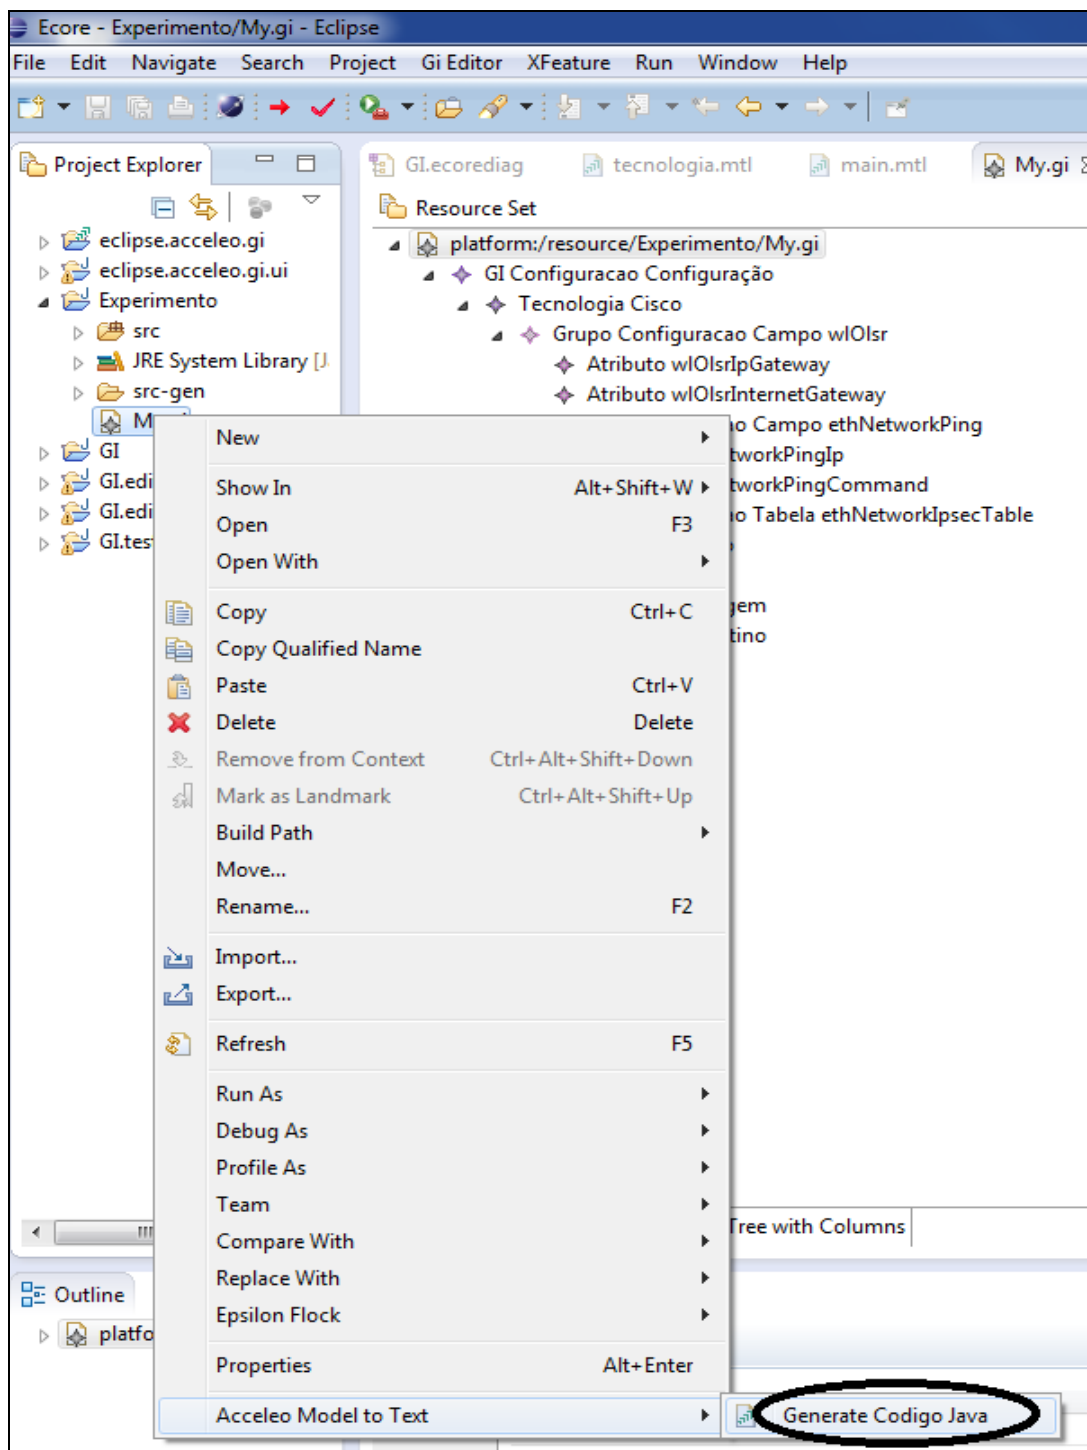 Ecore - Experimento/My.gi - Eclipse
File Edit Navigate Search Project Gi Editor XFeature Run Window Help
Project Explorer
GI.ecorediag tecnologia.mtl main.mtl My.gi
Resource Set
eclipse.acceleo.gi
eclipse.acceleo.gi.ui
Experimento
src
JRE System Library [J
src-gen
M
GI
GI.edi
GI.edi
GI.tes
platform:/resource/Experimento/My.gi
GI Configuracao Configuração
Tecnologia Cisco
Grupo Configuracao Campo wlOlsr
Atributo wlOlsrIpGateway
Atributo wlOlsrInternetGateway
o Campo ethNetworkPing
tworkPingIp
tworkPingCommand
o Tabela ethNetworkIpsecTable
gem
tino
New
Show In Alt+Shift+W
Open F3
Open With
Copy Ctrl+C
Copy Qualified Name
Paste Ctrl+V
Delete Delete
Remove from Context Ctrl+Alt+Shift+Down
Mark as Landmark Ctrl+Alt+Shift+Up
Build Path
Move...
Rename... F2
Import...
Export...
Refresh F5
Run As
Debug As
Profile As
Team
Compare With
Replace With
Epsilon Flock
Properties Alt+Enter
Acceleo Model to Text
Generate Codigo Java
Tree with Columns
Outline
platfo